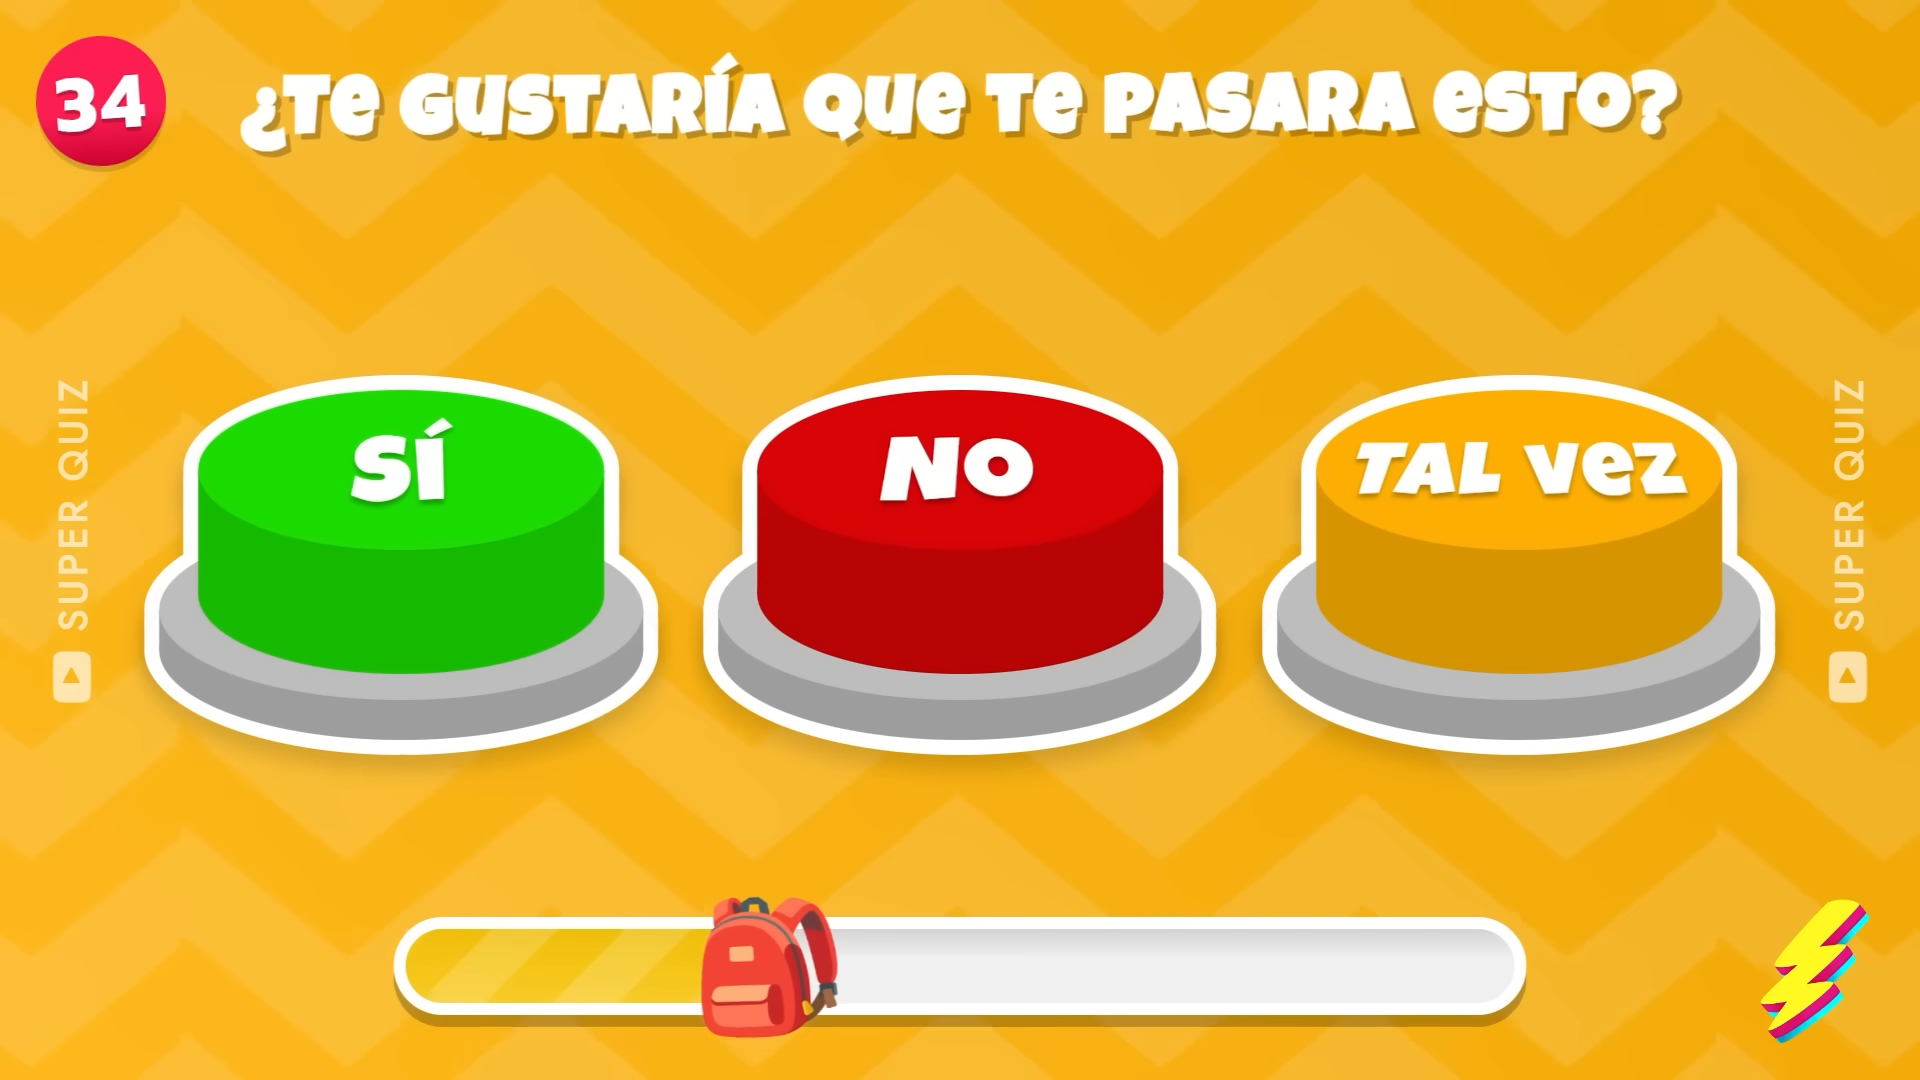 34
¿Te GUSTARÍA QUe Te PASARA eSTO?
SÍ
NO
TAL Vez
SUPER QUIZ
SUPER QUIZ